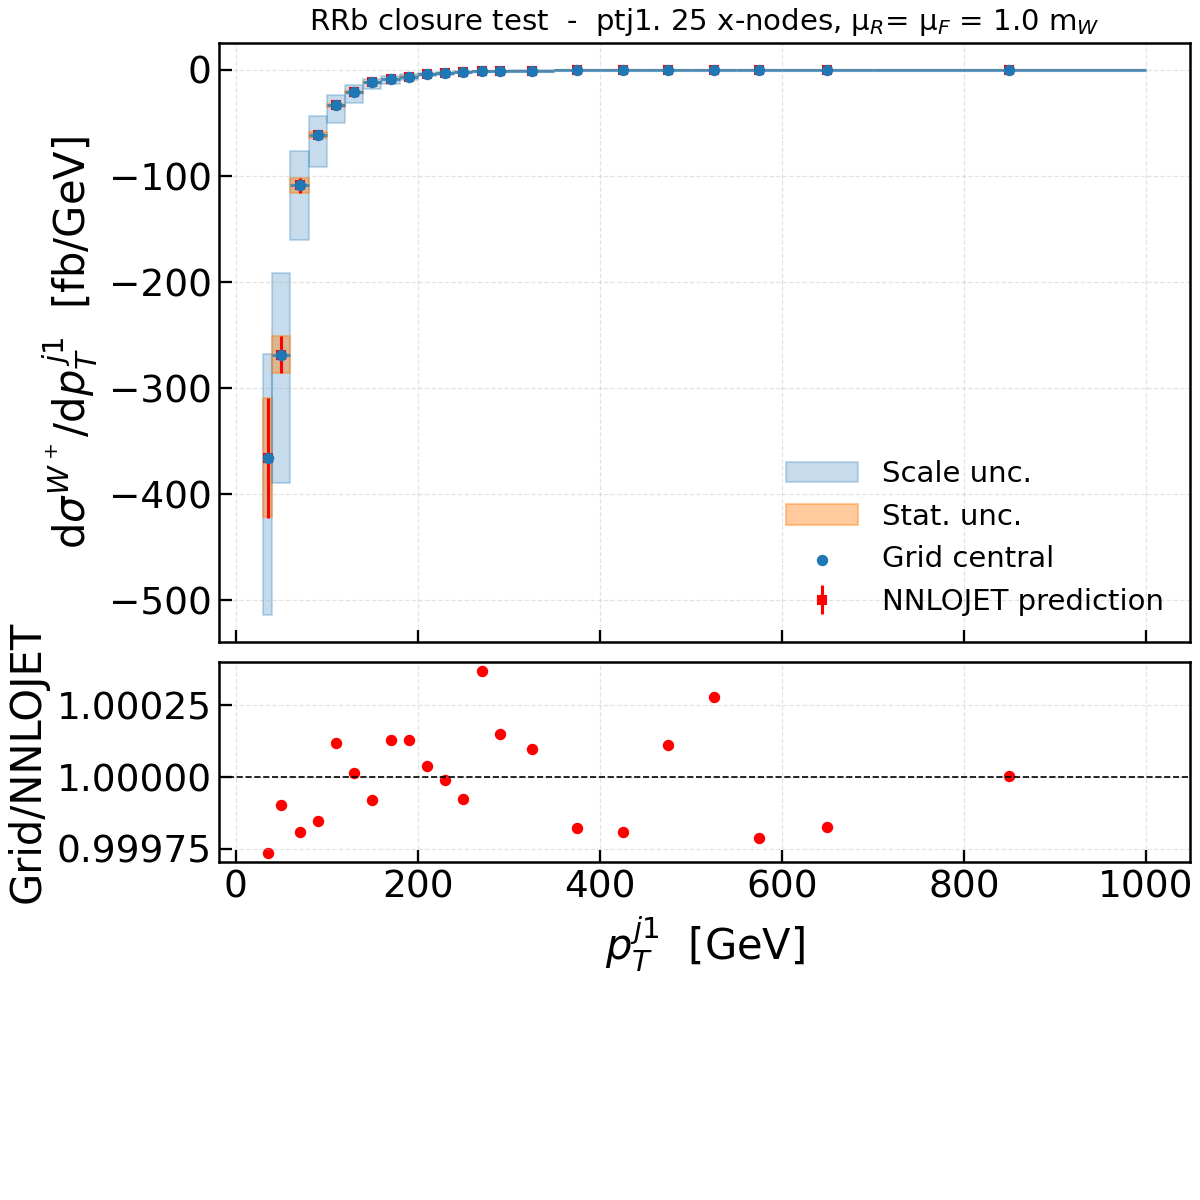 RRb closure test - ptj1. 25 x-nodes, μR= μF = 1.0 mW
dσW+/dpTj1 [fb/GeV]
0
−100
−200
−300
−400
−500
Scale unc.
Stat. unc.
Grid central
NNLOJET prediction
Grid/NNLOJET
1.00025
1.00000
0.99975
0 200 400 600 800 1000
pTj1 [GeV]